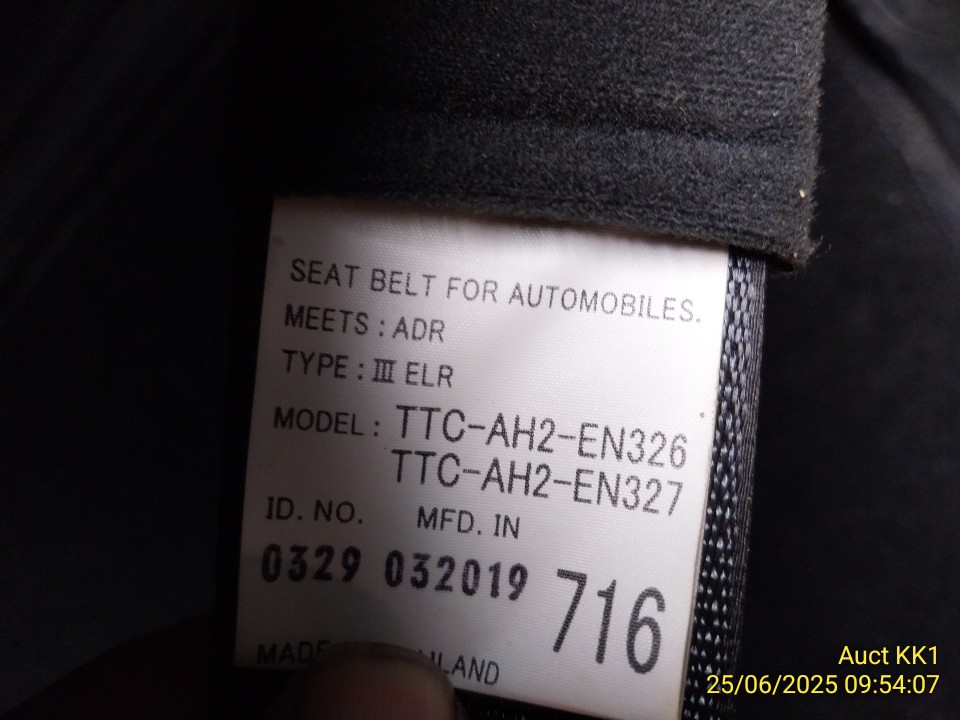 SEAT BELT FOR AUTOMOBILES.
MEETS : ADR
TYPE : III ELR
MODEL : TTC-AH2-EN326
TTC-AH2-EN327
ID. NO. MFD. IN
0329 032019 716
MADE
Auct KK1
25/06/2025 09:54:07